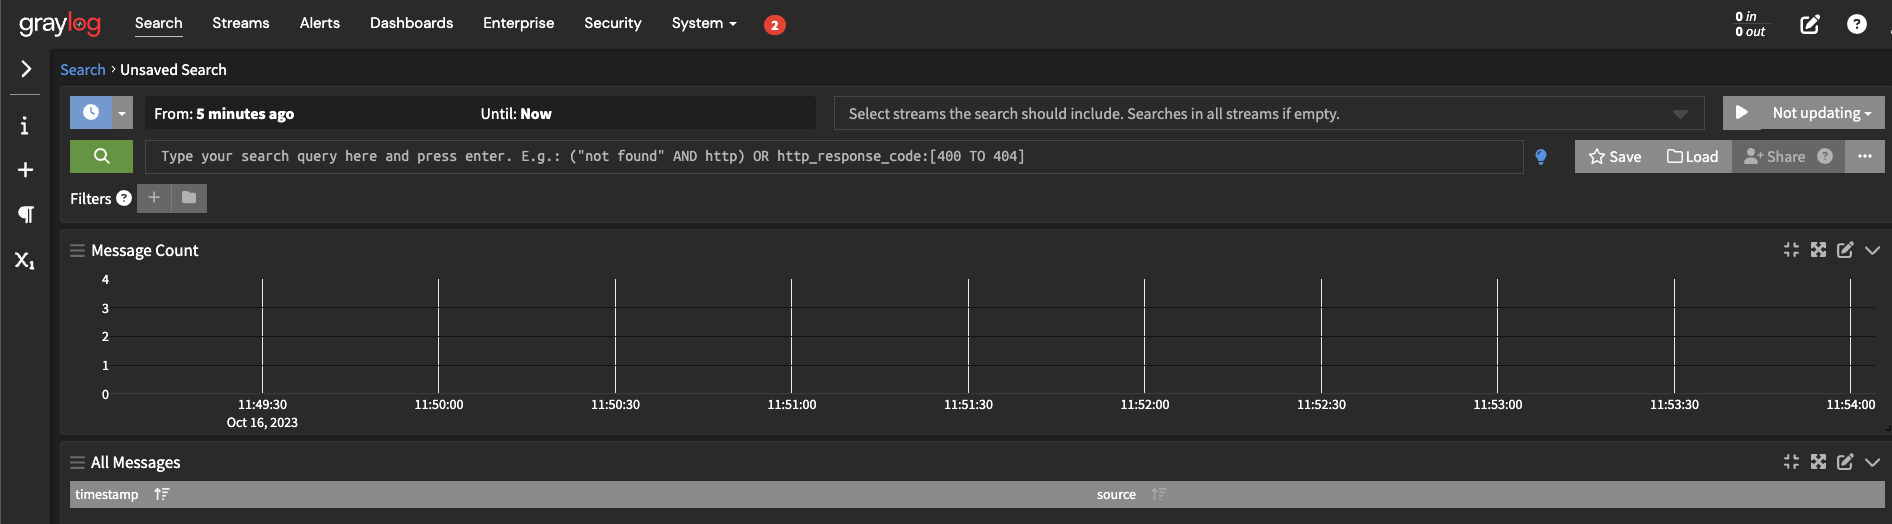 graylog Search Streams Alerts Dashboards Enterprise Security System 2 0 in
0 out
Search › Unsaved Search
From: 5 minutes ago Until: Now Select streams the search should include. Searches in all streams if empty. Not updating
Type your search query here and press enter. E.g.: ("not found" AND http) OR http_response_code:[400 TO 404] Save Load Share
Filters
Message Count
4
3
2
1
0
11:49:30 11:50:00 11:50:30 11:51:00 11:51:30 11:52:00 11:52:30 11:53:00 11:53:30 11:54:00
Oct 16, 2023
All Messages
timestamp source